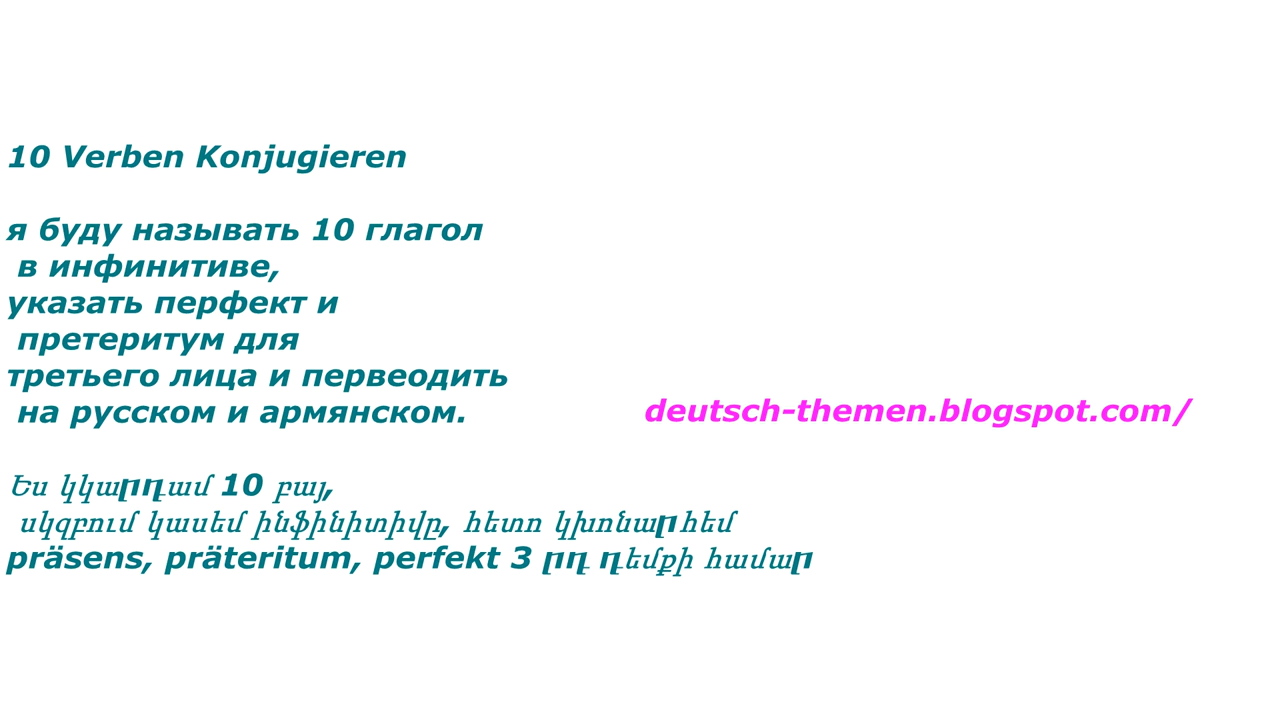 10 Verben Konjugieren
я буду называть 10 глагол
в инфинитиве,
указать перфект и
претеритум для
третьего лица и первеодить
на русском и армянском.
deutsch-themen.blogspot.com/
Ես կկարդամ 10 բայ,
սկզբում կասեմ ինֆինիտիվը, հետո կխոնարհեմ
präsens, präteritum, perfekt 3 րդ դեմքի համար